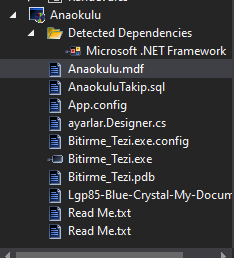 Anaokulu
Detected Dependencies
Microsoft .NET Framework
Anaokulu.mdf
AnaokuluTakip.sql
App.config
ayarlar.Designer.cs
Bitirme_Tezi.exe.config
Bitirme_Tezi.exe
Bitirme_Tezi.pdb
Lgp85-Blue-Crystal-My-Docum
Read Me.txt
Read Me.txt